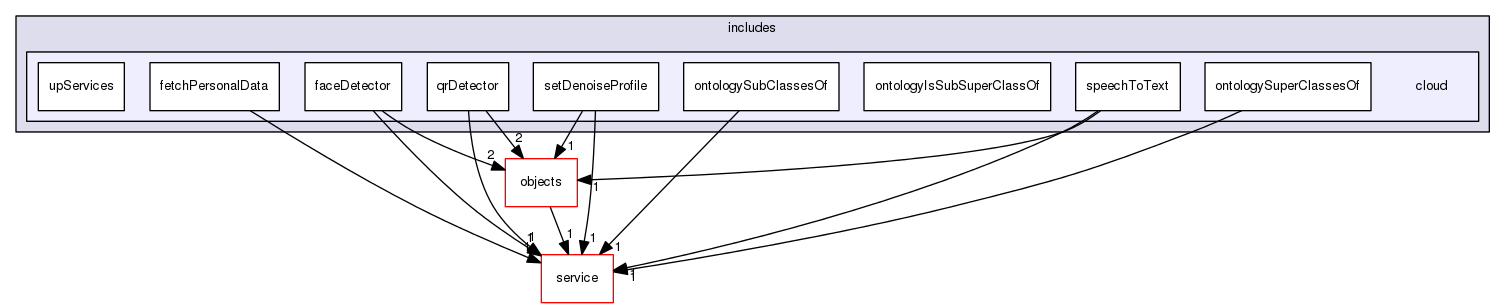 includes
upServices
fetchPersonalData
faceDetector
qrDetector
setDenoiseProfile
ontologySubClassesOf
ontologyIsSubSuperClassOf
speechToText
ontologySuperClassesOf
cloud
2
2
1
objects
1
1
1
1
1
1
1
service
1